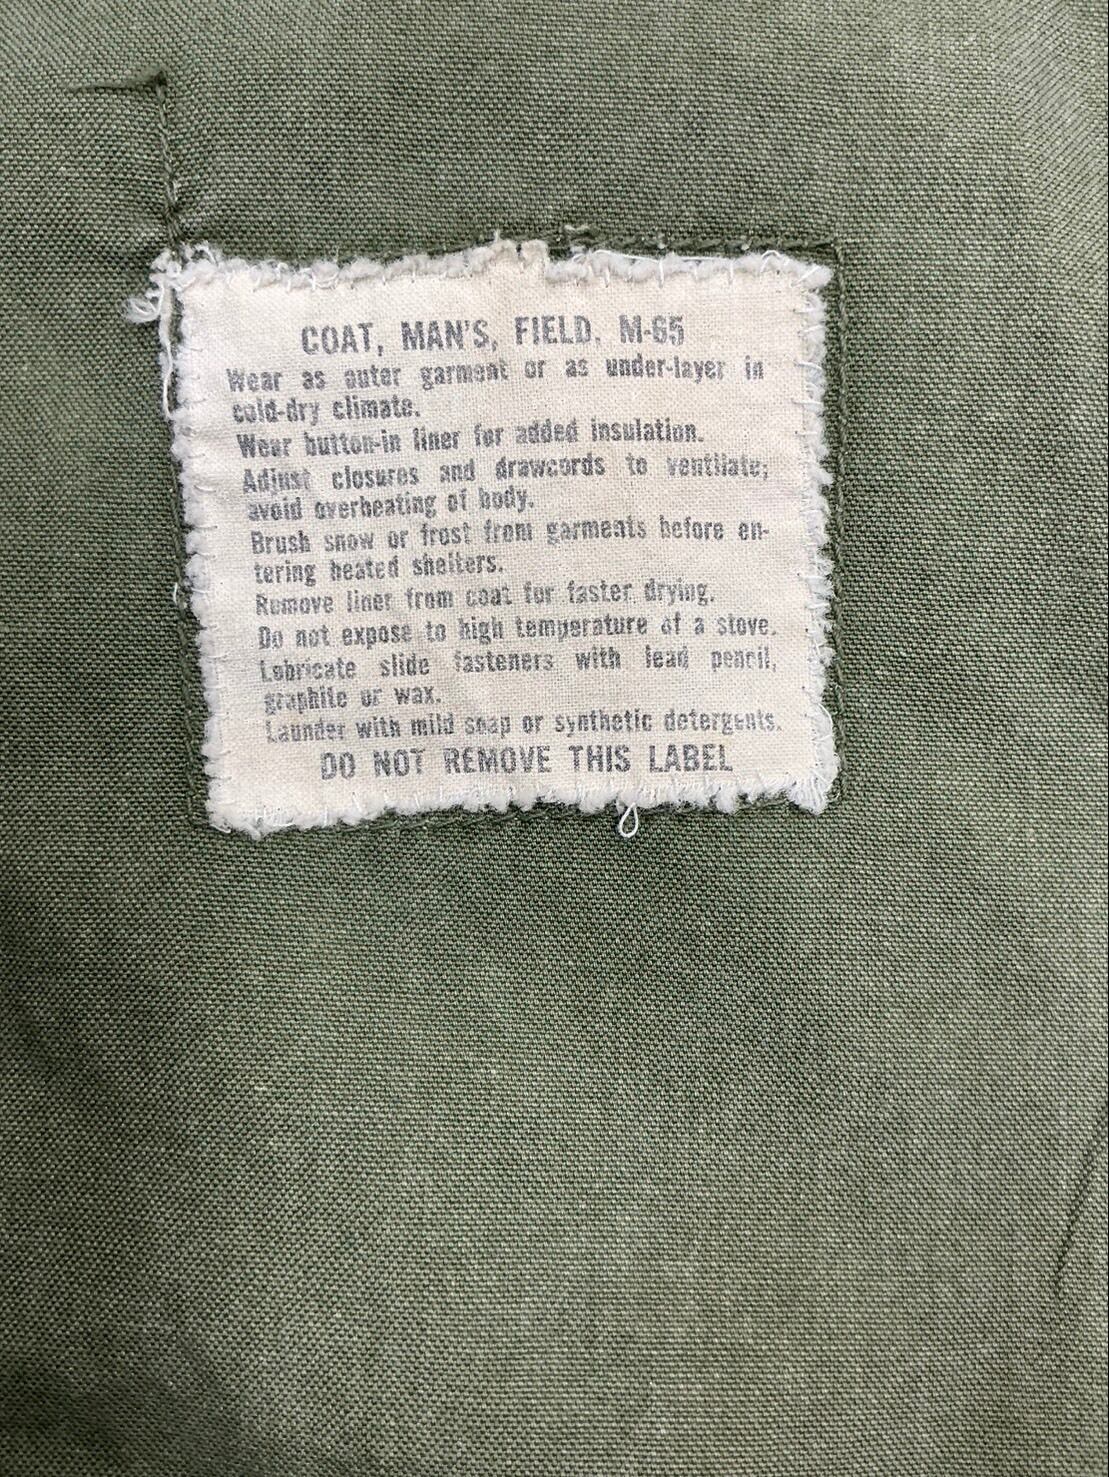 COAT, MAN'S, FIELD, M-65
Wear as outer garment or as under-layer in
cold-dry climate.
Wear button-in liner for added insulation.
Adjust closures and drawcords to ventilate;
avoid overheating of body.
Brush snow or frost from garments before en-
tering heated shelters.
Remove liner from coat for faster drying.
Do not expose to high temperature of a stove.
Lubricate slide fasteners with lead pencil,
graphite or wax.
Launder with mild soap or synthetic detergents.
DO NOT REMOVE THIS LABEL